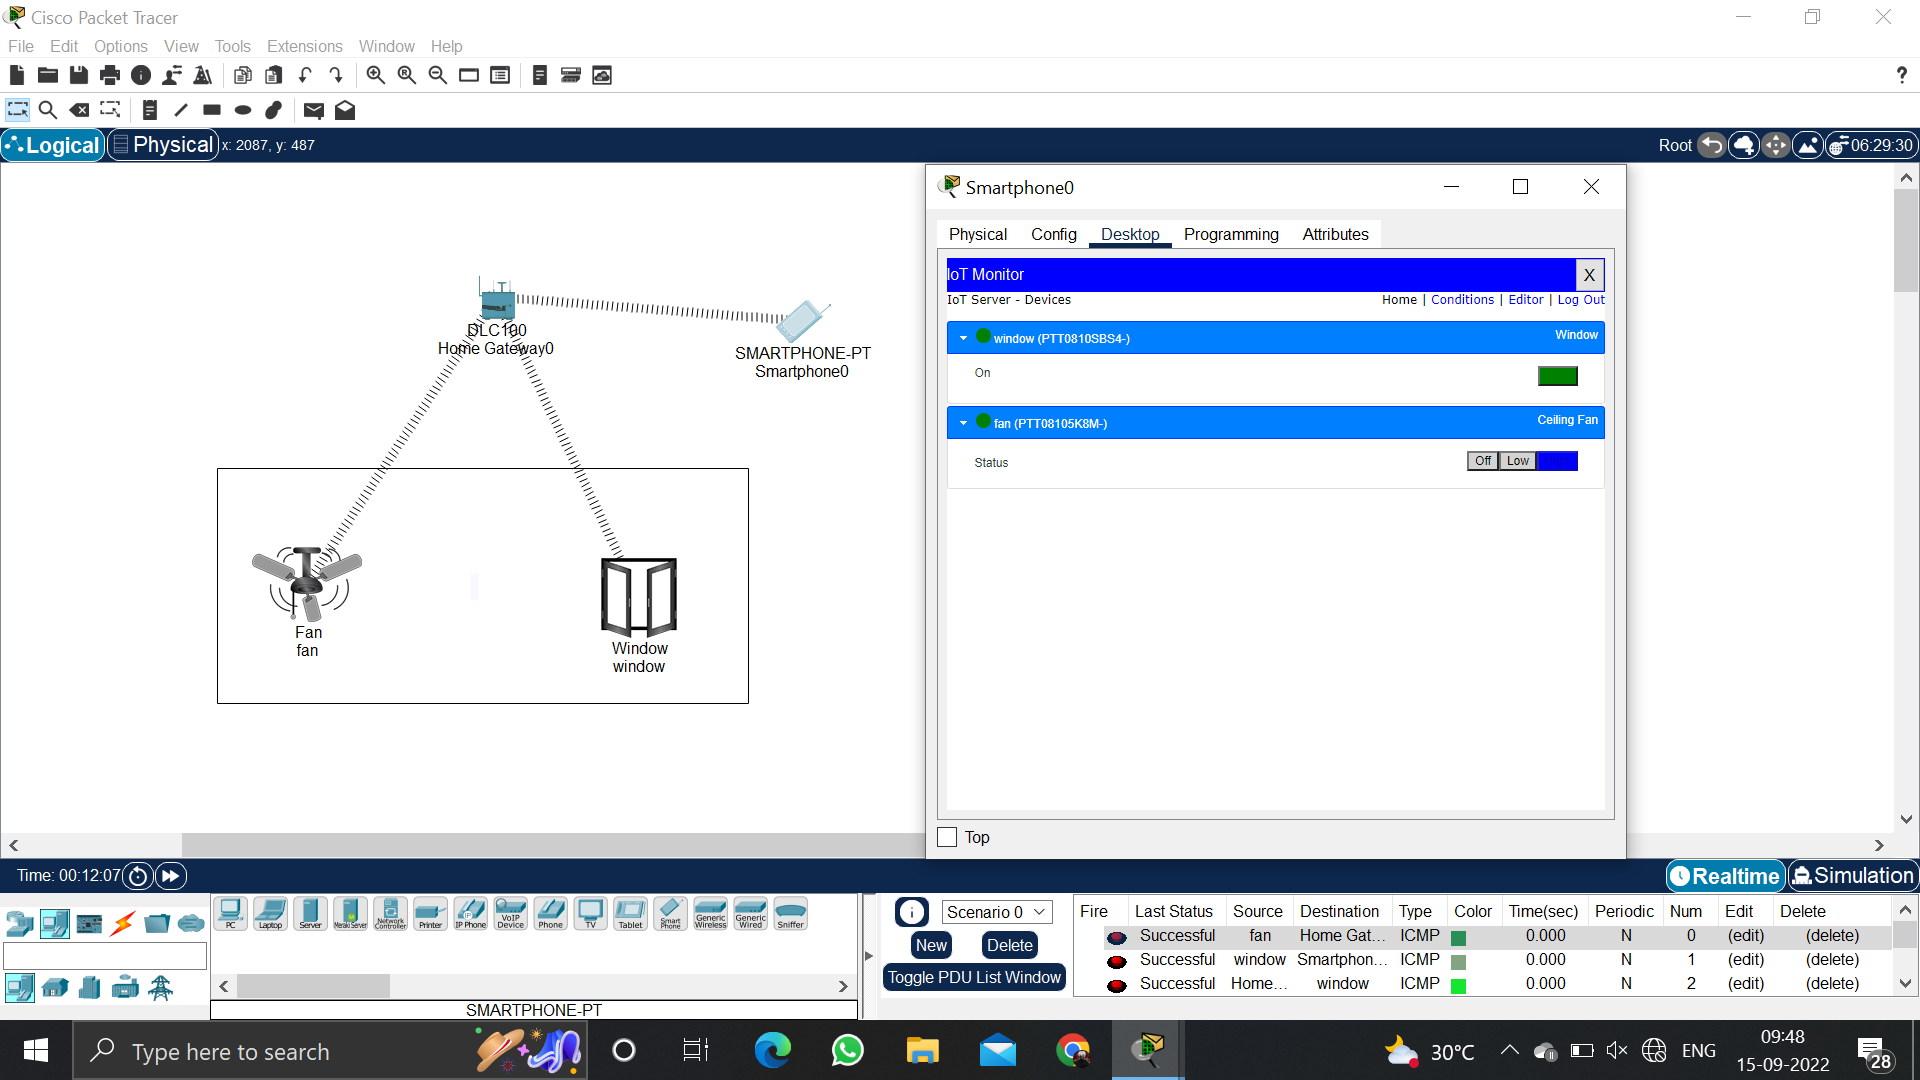 Cisco Packet Tracer
File Edit Options View Tools Extensions Window Help
?
Logical Physical x: 2087, y: 487 Root 06:29:30
DLC100
Home Gateway0
SMARTPHONE-PT
Smartphone0
Fan
fan
Window
window
Smartphone0
Physical Config Desktop Programming Attributes
IoT Monitor X
IoT Server - Devices Home | Conditions | Editor | Log Out
window (PTT0810SBS4-) Window
On
fan (PTT08105K8M-) Ceiling Fan
Status Off Low
Top
Time: 00:12:07 Realtime Simulation
PC Laptop Server Meraki Server Network Controller Printer IP Phone VoIP Device Phone TV Tablet Smart Phone Generic Wireless Generic Wired Sniffer
SMARTPHONE-PT
Scenario 0
New Delete
Toggle PDU List Window
Fire Last Status Source Destination Type Color Time(sec) Periodic Num Edit Delete
Successful fan Home Gat... ICMP 0.000 N 0 (edit) (delete)
Successful window Smartphon... ICMP 0.000 N 1 (edit) (delete)
Successful Home... window ICMP 0.000 N 2 (edit) (delete)
Type here to search
30°C ENG 09:48
15-09-2022 28